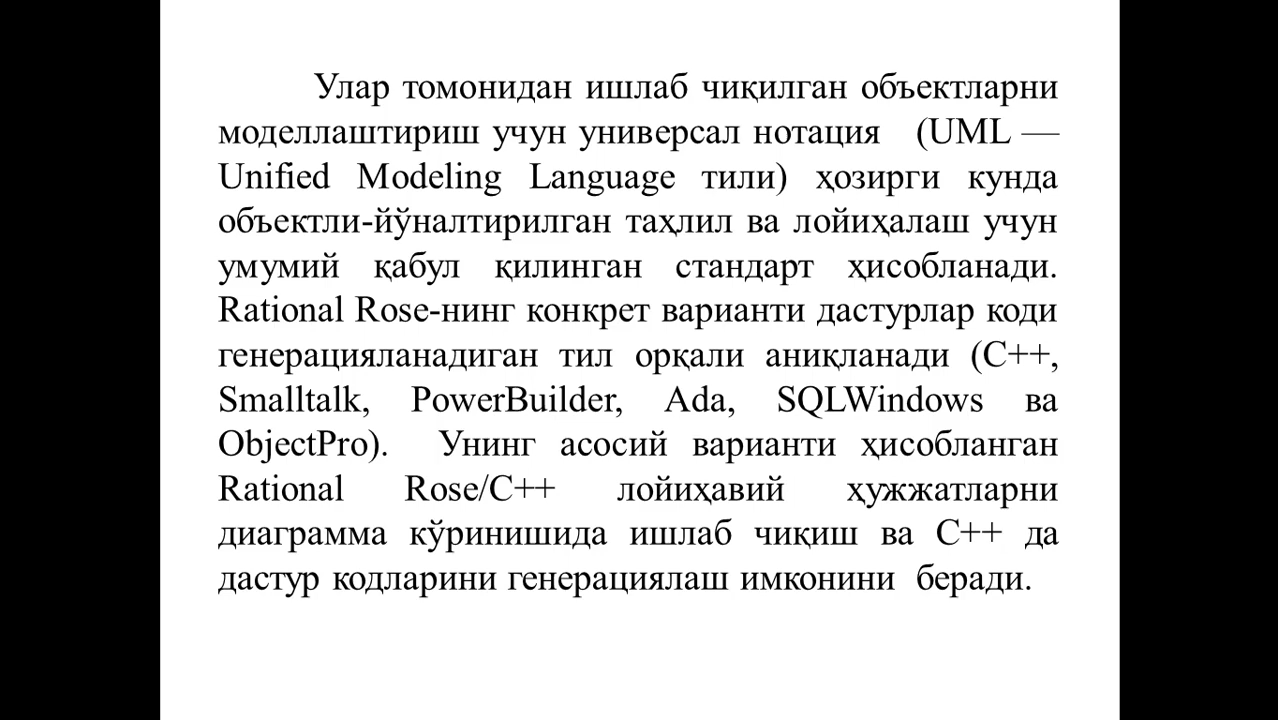 Улар томонидан ишлаб чиқилган объектларни
моделлаштириш учун универсал нотация (UML —
Unified Modeling Language тили) ҳозирги кунда
объектли-йўналтирилган таҳлил ва лойиҳалаш учун
умумий қабул қилинган стандарт ҳисобланади.
Rational Rose-нинг конкрет варианти дастурлар коди
генерацияланадиган тил орқали аниқланади (C++,
Smalltalk, PowerBuilder, Ada, SQLWindows ва
ObjectPro). Унинг асосий варианти ҳисобланган
Rational Rose/C++ лойиҳавий ҳужжатларни
диаграмма кўринишида ишлаб чиқиш ва C++ да
дастур кодларини генерациялаш имконини беради.